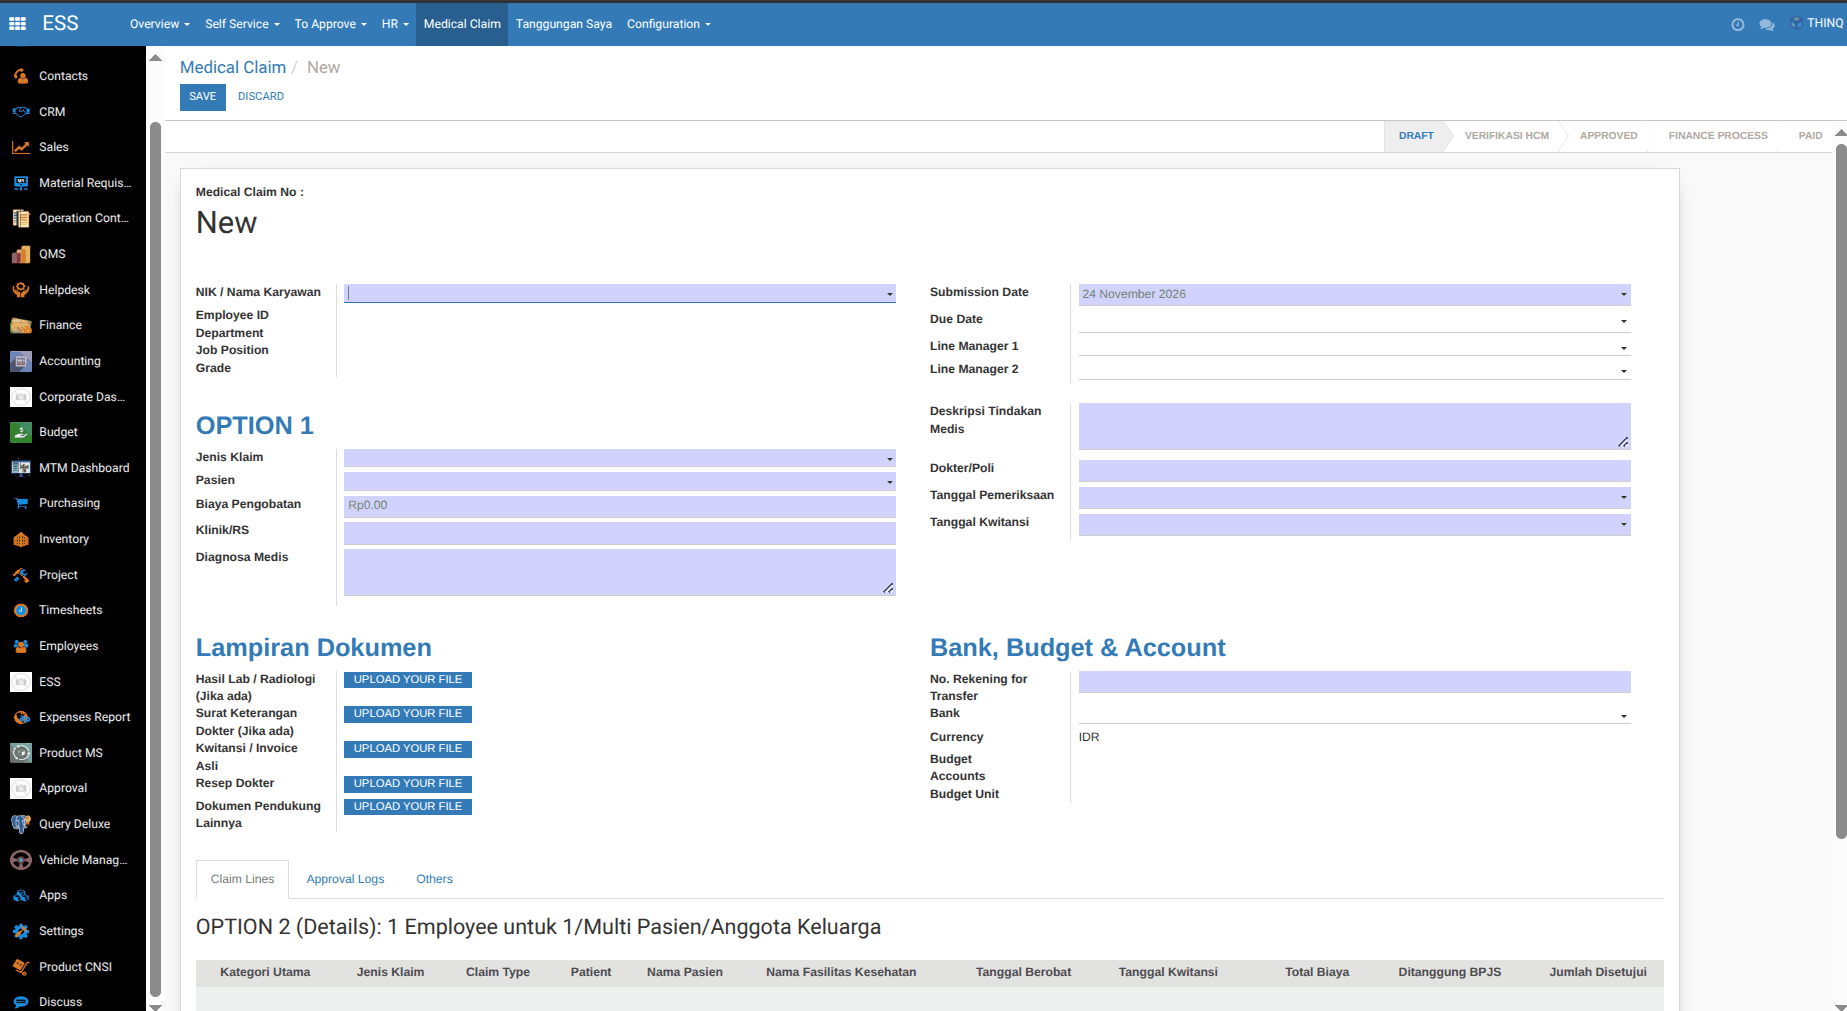 ESS
Overview
Self Service
To Approve
HR
Medical Claim
Tanggungan Saya
Configuration
THINQ
Contacts
CRM
Sales
Material Requis...
Operation Cont...
QMS
Helpdesk
Finance
Accounting
Corporate Das...
Budget
MTM Dashboard
Purchasing
Inventory
Project
Timesheets
Employees
ESS
Expenses Report
Product MS
Approval
Query Deluxe
Vehicle Manag...
Apps
Settings
Product CNSI
Discuss
Medical Claim / New
SAVE
DISCARD
DRAFT
VERIFIKASI HCM
APPROVED
FINANCE PROCESS
PAID
Medical Claim No :
New
NIK / Nama Karyawan
Employee ID
Department
Job Position
Grade
Submission Date
24 November 2026
Due Date
Line Manager 1
Line Manager 2
OPTION 1
Jenis Klaim
Pasien
Biaya Pengobatan
Rp0.00
Klinik/RS
Diagnosa Medis
Deskripsi Tindakan
Medis
Dokter/Poli
Tanggal Pemeriksaan
Tanggal Kwitansi
Lampiran Dokumen
Hasil Lab / Radiologi
(Jika ada)
UPLOAD YOUR FILE
Surat Keterangan
Dokter (Jika ada)
UPLOAD YOUR FILE
Kwitansi / Invoice
Asli
UPLOAD YOUR FILE
Resep Dokter
UPLOAD YOUR FILE
Dokumen Pendukung
Lainnya
UPLOAD YOUR FILE
Bank, Budget & Account
No. Rekening for
Transfer
Bank
Currency
IDR
Budget
Accounts
Budget Unit
Claim Lines
Approval Logs
Others
OPTION 2 (Details): 1 Employee untuk 1/Multi Pasien/Anggota Keluarga
Kategori Utama
Jenis Klaim
Claim Type
Patient
Nama Pasien
Nama Fasilitas Kesehatan
Tanggal Berobat
Tanggal Kwitansi
Total Biaya
Ditanggung BPJS
Jumlah Disetujui